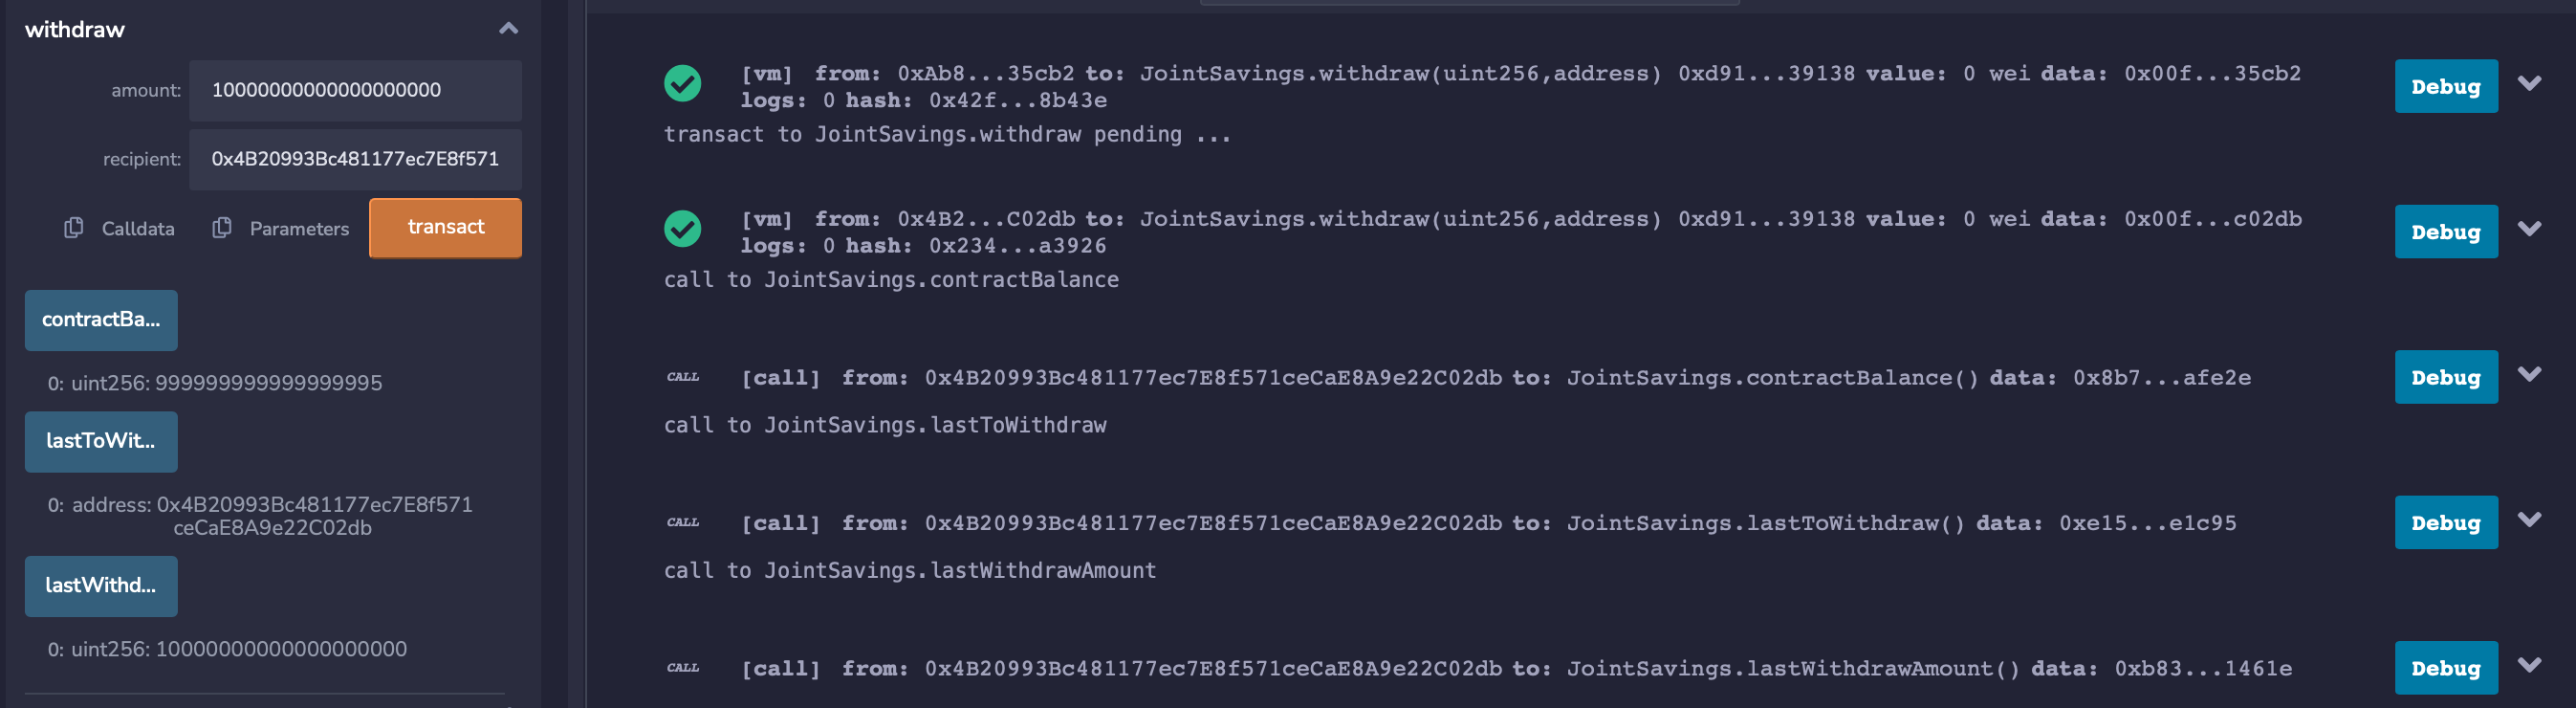 withdraw
amount: 10000000000000000000
recipient: 0x4B20993Bc481177ec7E8f571
Calldata Parameters transact
contractBa...
0: uint256: 999999999999999995
lastToWit...
0: address: 0x4B20993Bc481177ec7E8f571
ceCaE8A9e22C02db
lastWithd...
0: uint256: 10000000000000000000
[vm] from: 0xAb8...35cb2 to: JointSavings.withdraw(uint256,address) 0xd91...39138 value: 0 wei data: 0x00f...35cb2 Debug
logs: 0 hash: 0x42f...8b43e
transact to JointSavings.withdraw pending ...
[vm] from: 0x4B2...C02db to: JointSavings.withdraw(uint256,address) 0xd91...39138 value: 0 wei data: 0x00f...c02db Debug
logs: 0 hash: 0x234...a3926
call to JointSavings.contractBalance
CALL [call] from: 0x4B20993Bc481177ec7E8f571ceCaE8A9e22C02db to: JointSavings.contractBalance() data: 0x8b7...afe2e Debug
call to JointSavings.lastToWithdraw
CALL [call] from: 0x4B20993Bc481177ec7E8f571ceCaE8A9e22C02db to: JointSavings.lastToWithdraw() data: 0xe15...e1c95 Debug
call to JointSavings.lastWithdrawAmount
CALL [call] from: 0x4B20993Bc481177ec7E8f571ceCaE8A9e22C02db to: JointSavings.lastWithdrawAmount() data: 0xb83...1461e Debug